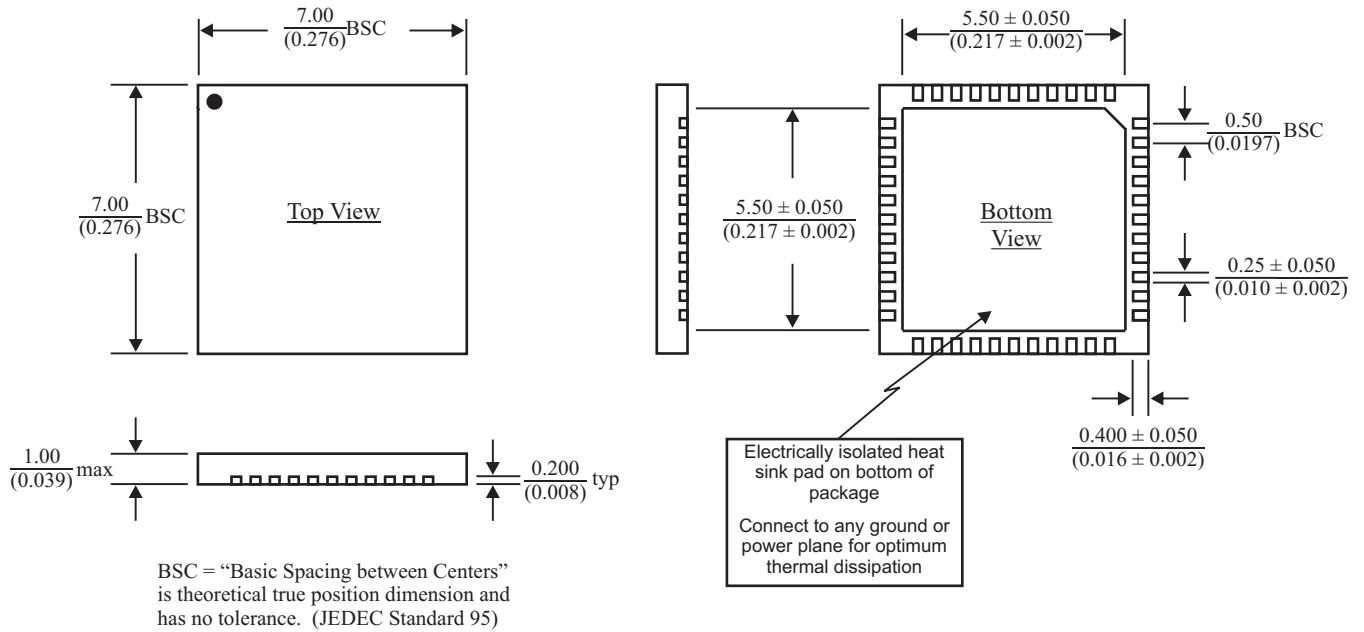 7.00
(0.276) BSC
7.00
(0.276) BSC
Top View
1.00
(0.039) max
0.200
(0.008) typ
BSC = “Basic Spacing between Centers”
is theoretical true position dimension and
has no tolerance. (JEDEC Standard 95)
5.50 ± 0.050
(0.217 ± 0.002)
5.50 ± 0.050
(0.217 ± 0.002)
Bottom
View
0.50
(0.0197) BSC
0.25 ± 0.050
(0.010 ± 0.002)
0.400 ± 0.050
(0.016 ± 0.002)
Electrically isolated heat
sink pad on bottom of
package
Connect to any ground or
power plane for optimum
thermal dissipation